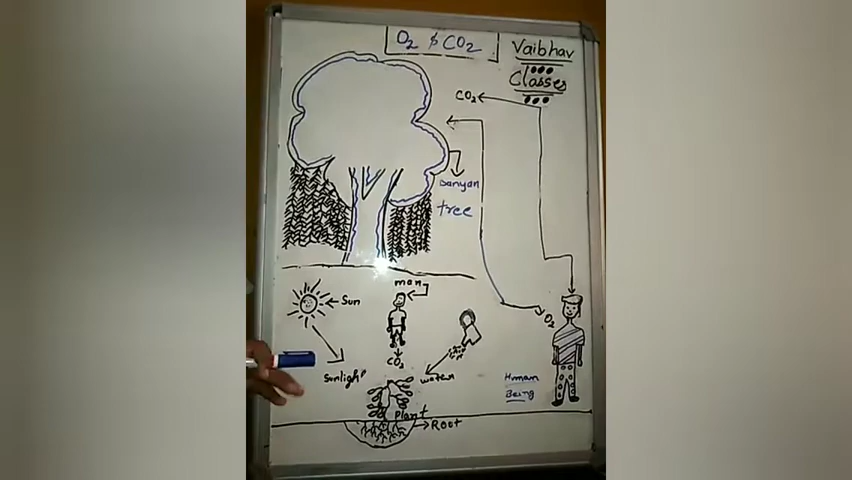 O2 $ CO2
Vaibhav
Classes
CO2
banyan
tree
man
Sun
O2
CO2
Sunlight
water
Human
Being
Plant
Root